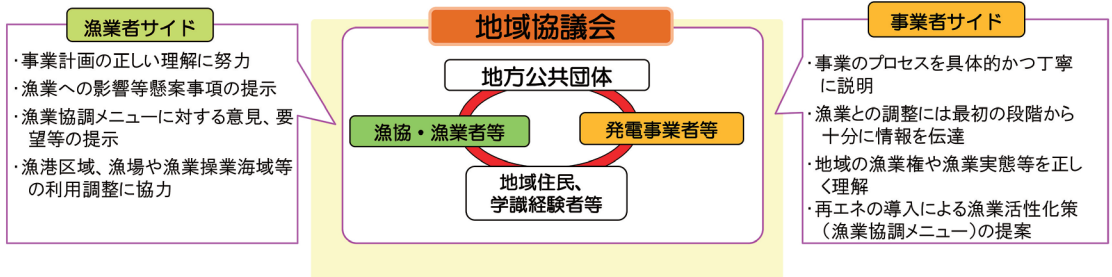 漁業者サイド
・事業計画の正しい理解に努力
・漁業への影響等懸案事項の提示
・漁業協調メニューに対する意見、要
望等の提示
・漁港区域、漁場や漁業操業海域等
の利用調整に協力
地域協議会
地方公共団体
漁協・漁業者等
発電事業者等
地域住民、
学識経験者等
事業者サイド
・事業のプロセスを具体的かつ丁寧
に説明
・漁業との調整には最初の段階から
十分に情報を伝達
・地域の漁業権や漁業実態等を正し
く理解
・再エネの導入による漁業活性化策
（漁業協調メニュー）の提案